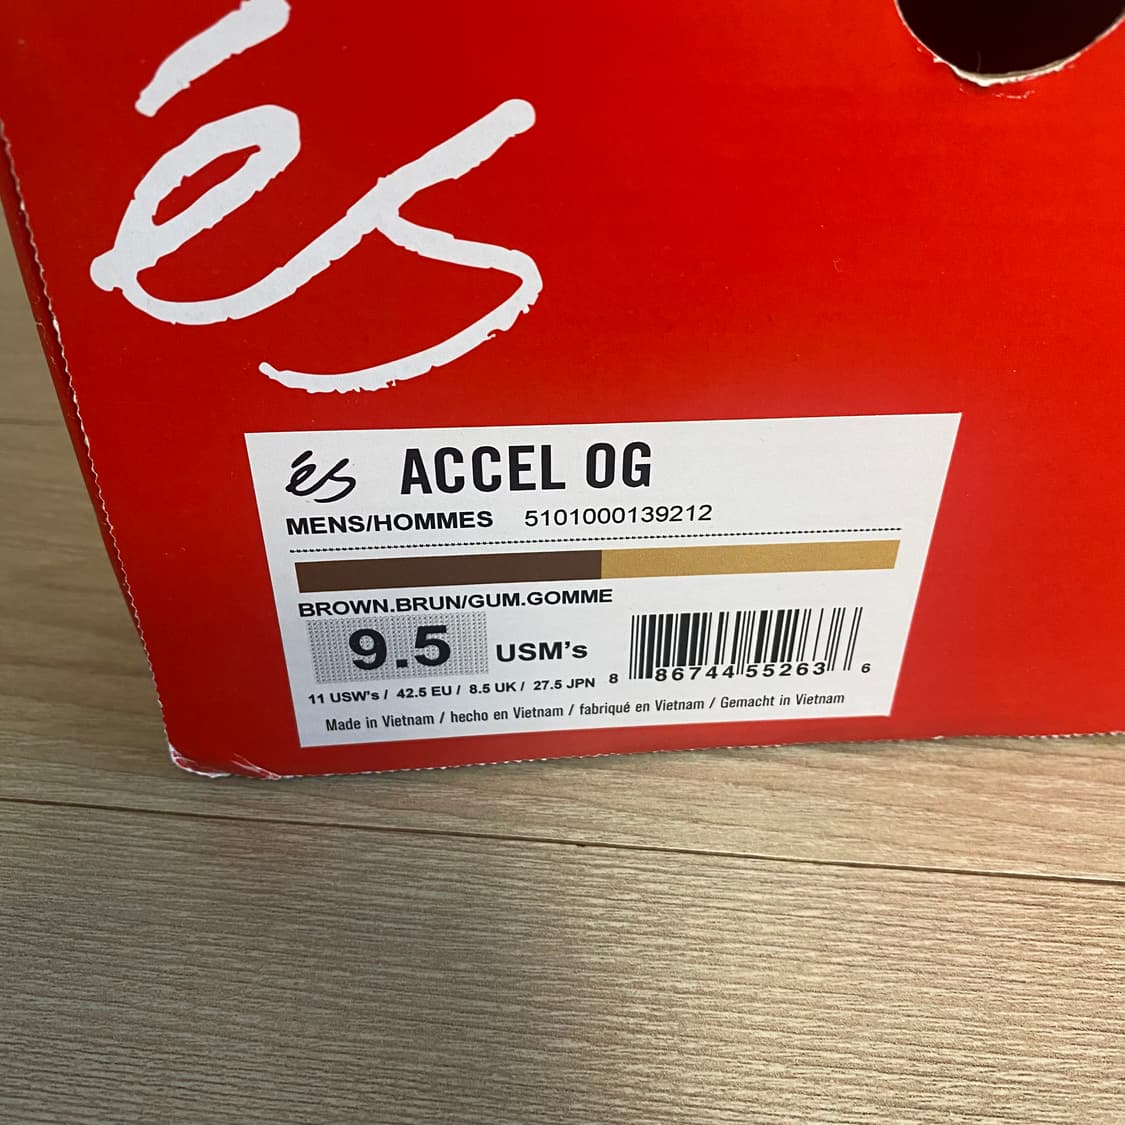 és
és ACCEL OG
MENS/HOMMES 5101000139212
BROWN.BRUN/GUM.GOMME
9.5 USM's
8 86744 55263 6
11 USW's / 42.5 EU / 8.5 UK / 27.5 JPN
Made in Vietnam / hecho en Vietnam / fabriqué en Vietnam / Gemacht in Vietnam